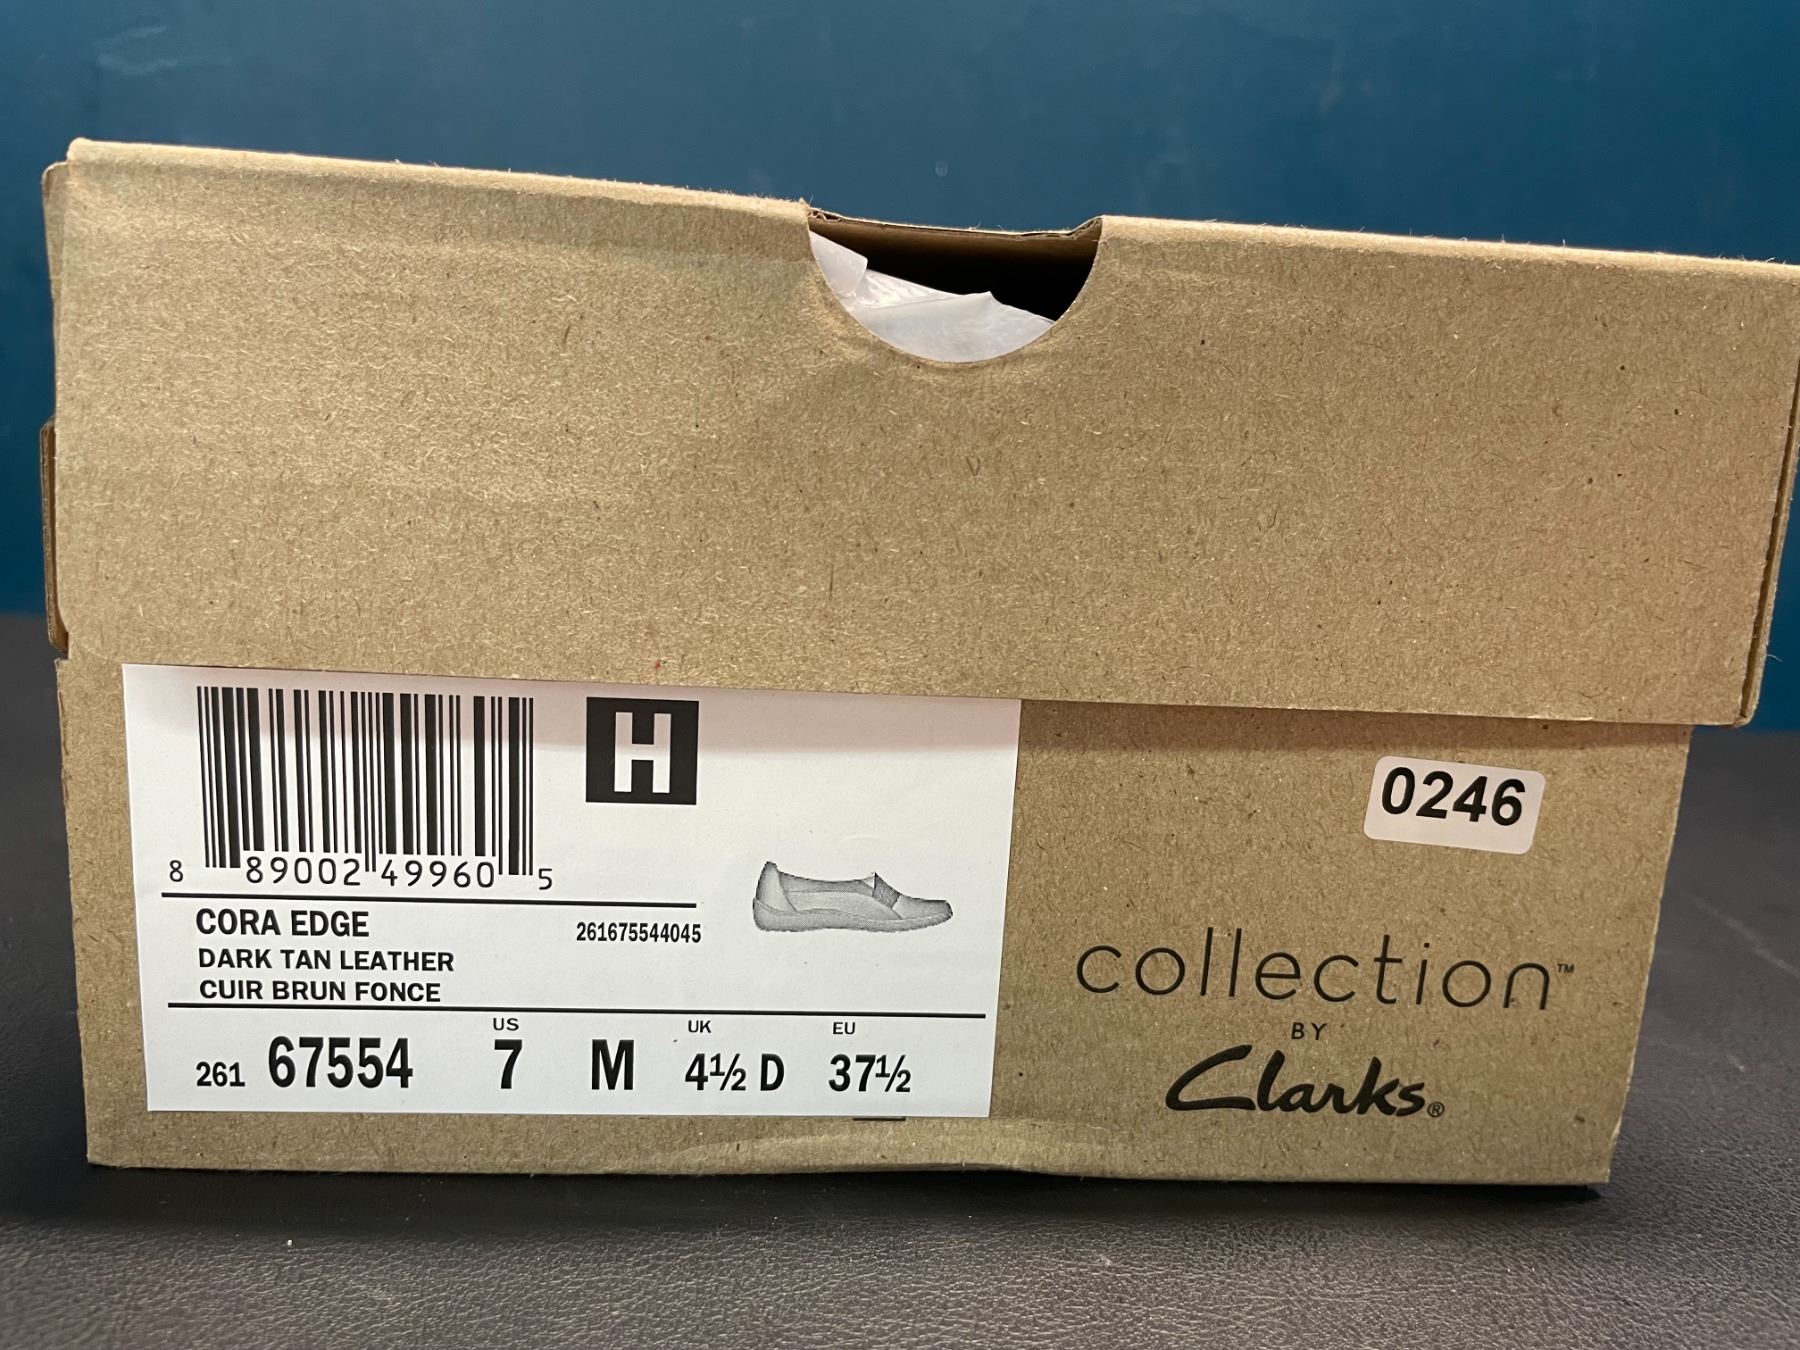 H
8 89002 49960 5
CORA EDGE 261675544045
DARK TAN LEATHER
CUIR BRUN FONCE
US UK EU
261 67554 7 M 4½ D 37½
0246
collection™
BY
Clarks®